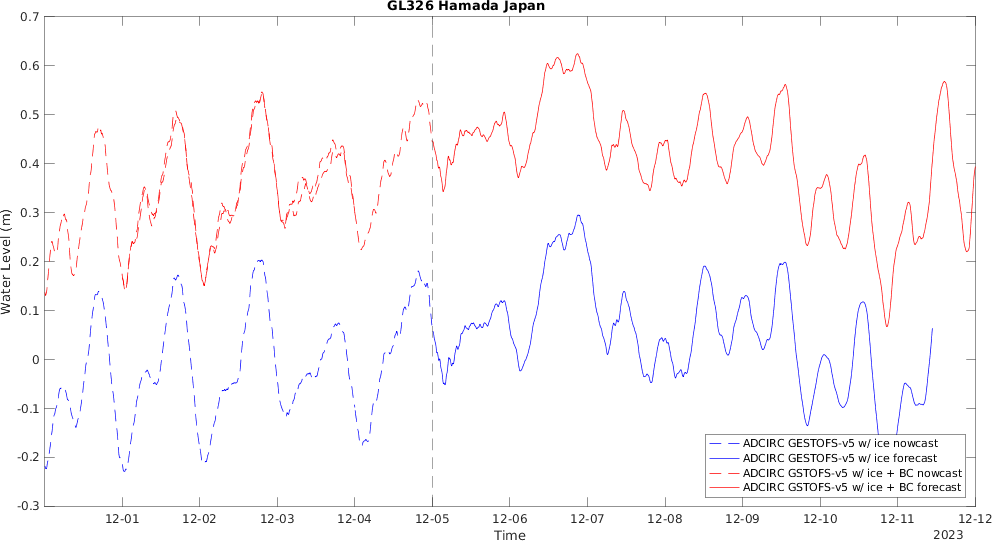 GL326 Hamada Japan
0.7
0.6
0.5
0.4
0.3
0.2
0.1
0
-0.1
-0.2
-0.3
Water Level (m)
ADCIRC GESTOFS-v5 w/ ice nowcast
ADCIRC GESTOFS-v5 w/ ice forecast
ADCIRC GSTOFS-v5 w/ ice + BC nowcast
ADCIRC GSTOFS-v5 w/ ice + BC forecast
12-01 12-02 12-03 12-04 12-05 12-06 12-07 12-08 12-09 12-10 12-11 12-12
Time
2023